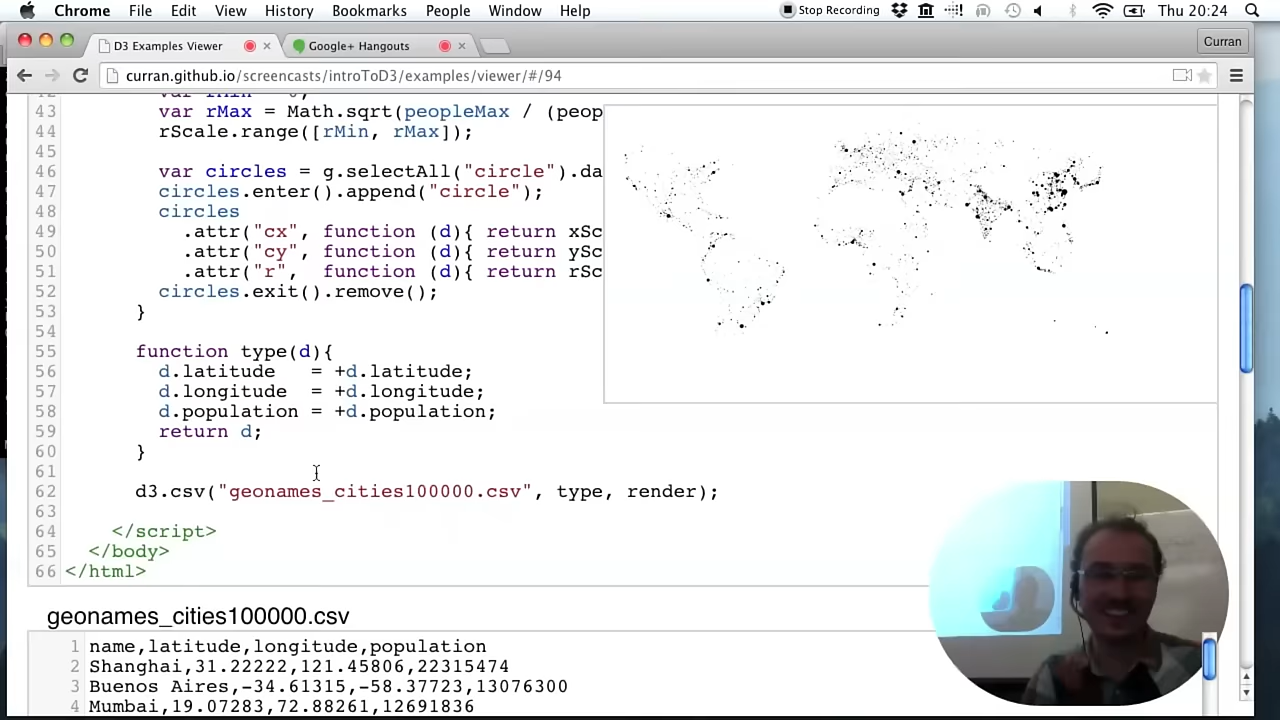 Chrome File Edit View History Bookmarks People Window Help Stop Recording Thu 20:24
D3 Examples Viewer Google+ Hangouts Curran
curran.github.io/screencasts/introToD3/examples/viewer/#/94
43 var rMax = Math.sqrt(peopleMax / (peop
44 rScale.range([rMin, rMax]);
45
46 var circles = g.selectAll("circle").da
47 circles.enter().append("circle");
48 circles
49 .attr("cx", function (d){ return xSc
50 .attr("cy", function (d){ return ySc
51 .attr("r", function (d){ return rSc
52 circles.exit().remove();
53 }
54
55 function type(d){
56 d.latitude = +d.latitude;
57 d.longitude = +d.longitude;
58 d.population = +d.population;
59 return d;
60 }
61
62 d3.csv("geonames_cities100000.csv", type, render);
63
64 </script>
65 </body>
66 </html>
geonames_cities100000.csv
1 name,latitude,longitude,population
2 Shanghai,31.22222,121.45806,22315474
3 Buenos Aires,-34.61315,-58.37723,13076300
4 Mumbai,19.07283,72.88261,12691836